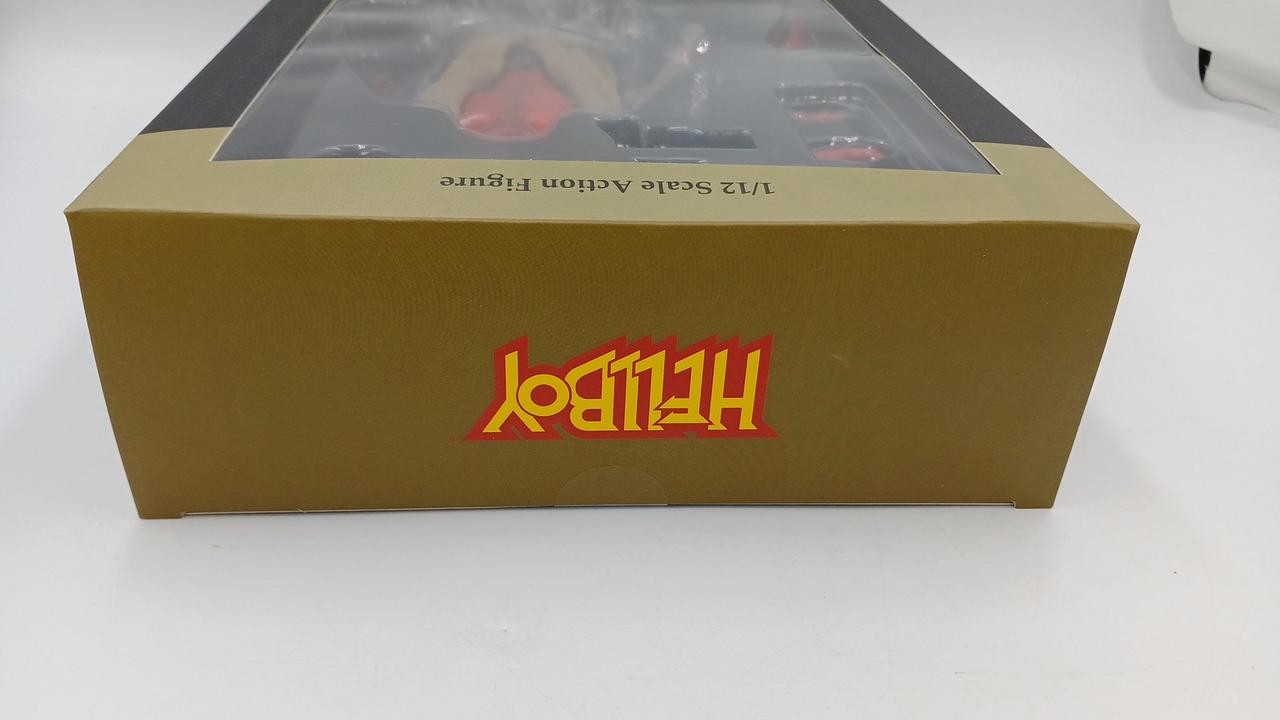 1/12 Scale Action Figure
HELLBOY